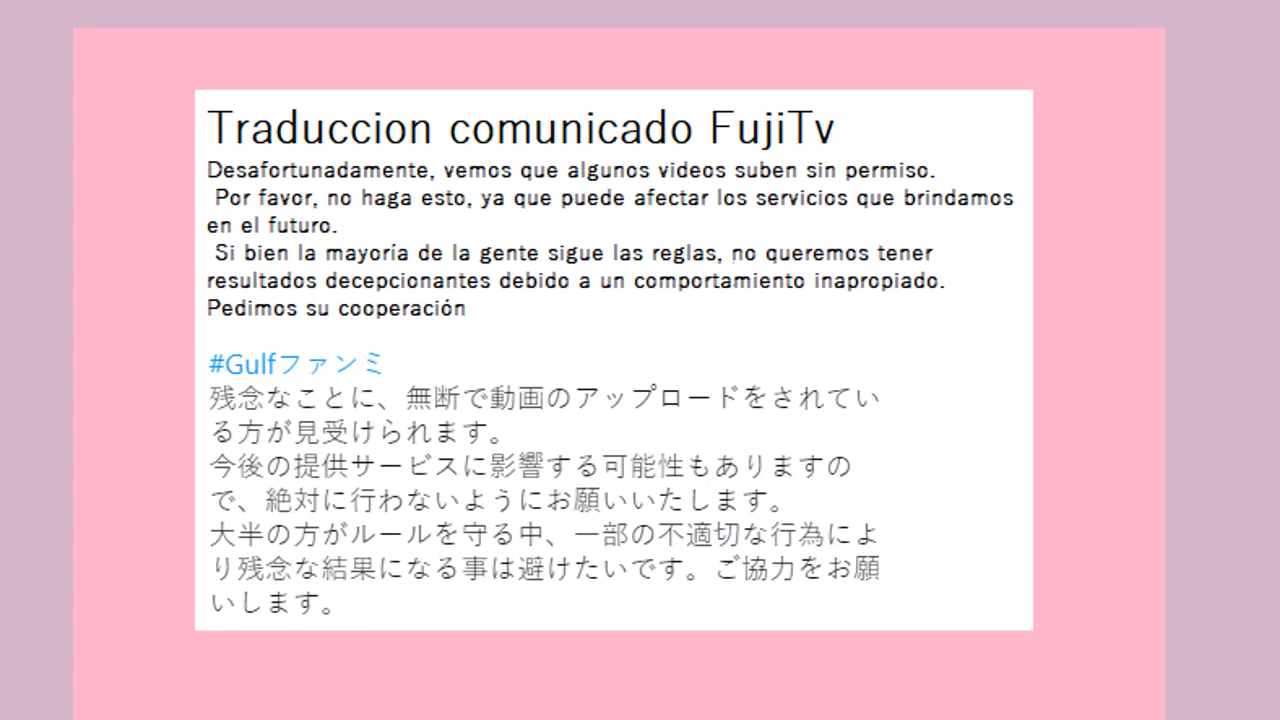 Traduccion comunicado FujiTv
Desafortunadamente, vemos que algunos videos suben sin permiso.
Por favor, no haga esto, ya que puede afectar los servicios que brindamos
en el futuro.
Si bien la mayoría de la gente sigue las reglas, no queremos tener
resultados decepcionantes debido a un comportamiento inapropiado.
Pedimos su cooperación
#Gulfファンミ
残念なことに、無断で動画のアップロードをされてい
る方が見受けられます。
今後の提供サービスに影響する可能性もありますの
で、絶対に行わないようにお願いいたします。
大半の方がルールを守る中、一部の不適切な行為によ
り残念な結果になる事は避けたいです。ご協力をお願
いします。